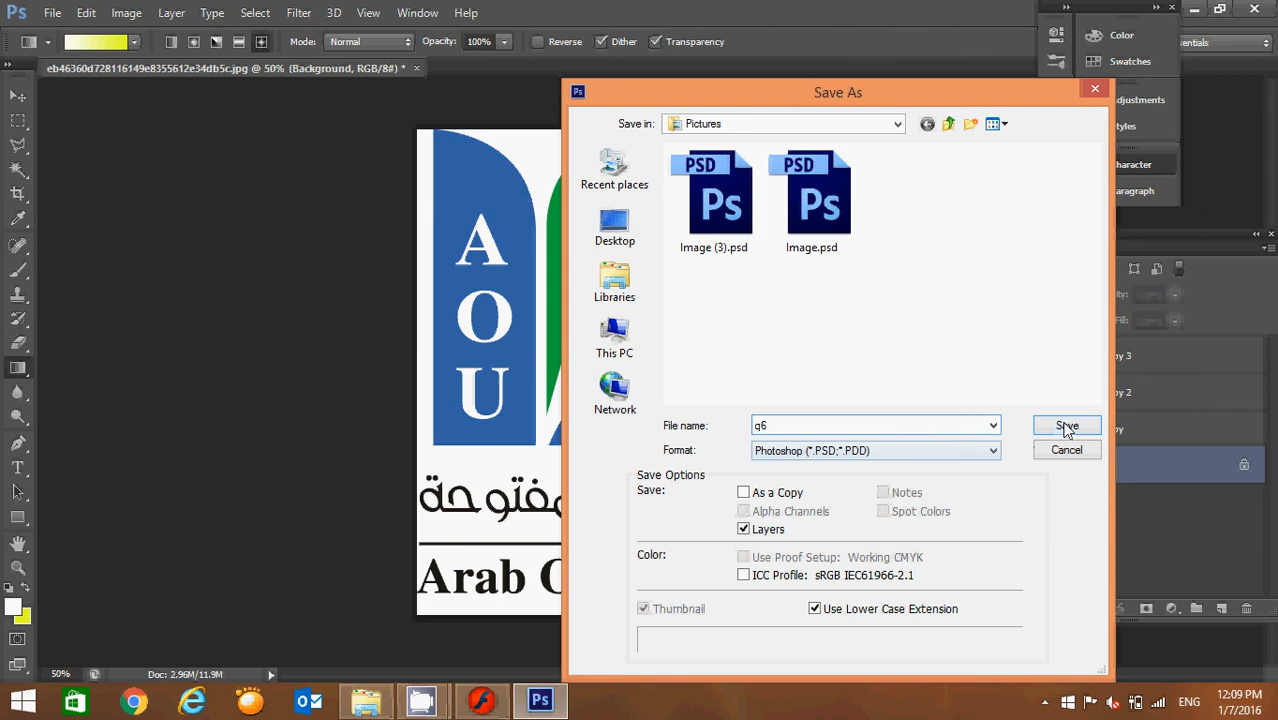 Ps File Edit Image Layer Type Select Filter 3D View Window Help
Mode: Normal Opacity: 100% Reverse Dither Transparency
eb46360d728116149e8355612e34db5c.jpg @ 50% (Background, RGB/8#) * ×
Color
Swatches
Save As
Save in: Pictures
Recent places
Desktop
Libraries
This PC
Network
PSD
Ps
Image (3).psd
PSD
Ps
Image.psd
File name: q6 Save
Format: Photoshop (*.PSD;*.PDD) Cancel
Save Options
Save: As a Copy Notes
Alpha Channels Spot Colors
Layers
Color: Use Proof Setup: Working CMYK
ICC Profile: sRGB IEC61966-2.1
Thumbnail Use Lower Case Extension
A
O
U
Arab
50% Doc: 2.96M/11.9M
ENG
12:09 PM
1/7/2016